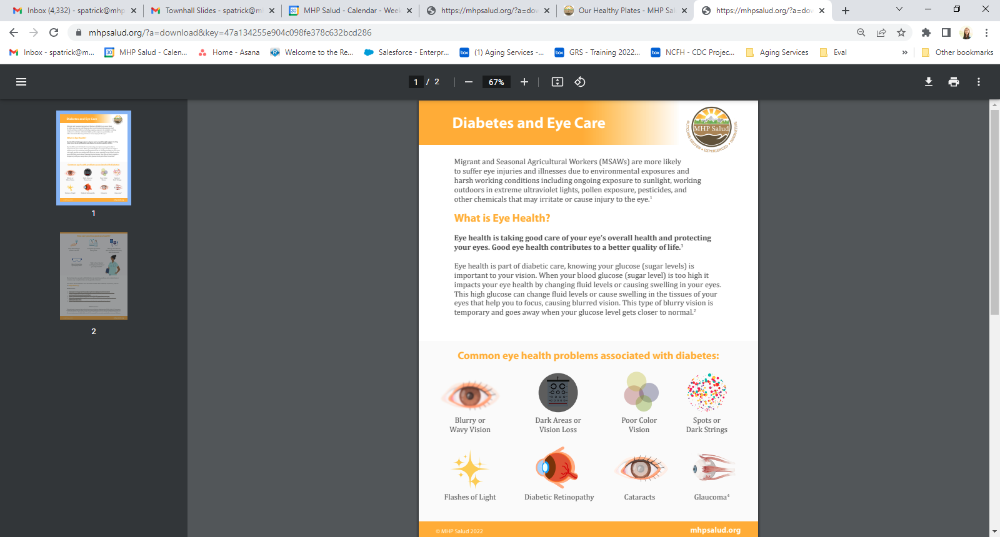 Inbox (4,332) - spatrick@mhp
Townhall Slides - spatrick@m
MHP Salud - Calendar - Week
https://mhpsalud.org/?a=dov
Our Healthy Plates - MHP Sal
https://mhpsalud.org/?a=dov
mhpsalud.org/?a=download&key=47a134255e904c098fe378c632bcd286
Inbox - spatrick@m...
MHP Salud - Calen...
Home - Asana
Welcome to the Re...
Salesforce - Enterpr...
(1) Aging Services -...
GRS - Training 2022...
NCFH - CDC Projec...
Aging Services
Eval
»
Other bookmarks
1 / 2
67%
1
2
Diabetes and Eye Care
MHP Salud
OUTCOME-DRIVEN • EXPERIENCED • INNOVATIVE
Migrant and Seasonal Agricultural Workers (MSAWs) are more likely
to suffer eye injuries and illnesses due to environmental exposures and
harsh working conditions including ongoing exposure to sunlight, working
outdoors in extreme ultraviolet lights, pollen exposure, pesticides, and
other chemicals that may irritate or cause injury to the eye.¹
What is Eye Health?
Eye health is taking good care of your eye's overall health and protecting
your eyes. Good eye health contributes to a better quality of life.³
Eye health is part of diabetic care, knowing your glucose (sugar levels) is
important to your vision. When your blood glucose (sugar level) is too high it
impacts your eye health by changing fluid levels or causing swelling in your eyes.
This high glucose can change fluid levels or cause swelling in the tissues of your
eyes that help you to focus, causing blurred vision. This type of blurry vision is
temporary and goes away when your glucose level gets closer to normal.²
Common eye health problems associated with diabetes:
Blurry or
Wavy Vision
Dark Areas or
Vision Loss
Poor Color
Vision
Spots or
Dark Strings
Flashes of Light
Diabetic Retinopathy
Cataracts
Glaucoma⁴
© MHP Salud 2022
mhpsalud.org